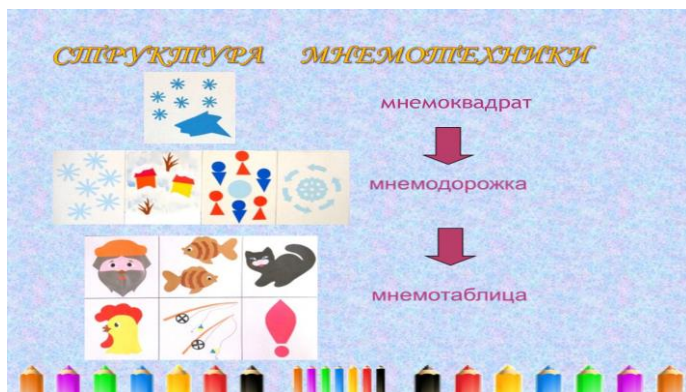 СТРУКТУРА МНЕМОТЕХНИКИ
мнемоквадрат
мнемодорожка
мнемотаблица